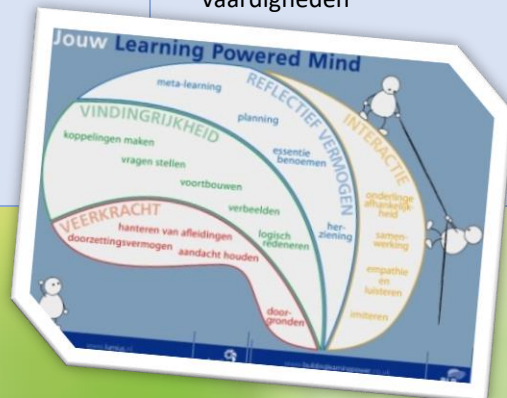 vaardigheden
Jouw Learning Powered Mind
meta-learning
planning
essentie
benoemen
her-
ziening
REFLECTIEF VERMOGEN
VINDINGRIJKHEID
koppelingen maken
vragen stellen
voortbouwen
verbeelden
logisch
redeneren
VEERKRACHT
hanteren van afleidingen
doorzettingsvermogen
aandacht houden
door-
gronden
INTERACTIE
onderlinge
afhankelijk-
heid
samen-
werking
empathie
en
luisteren
imiteren